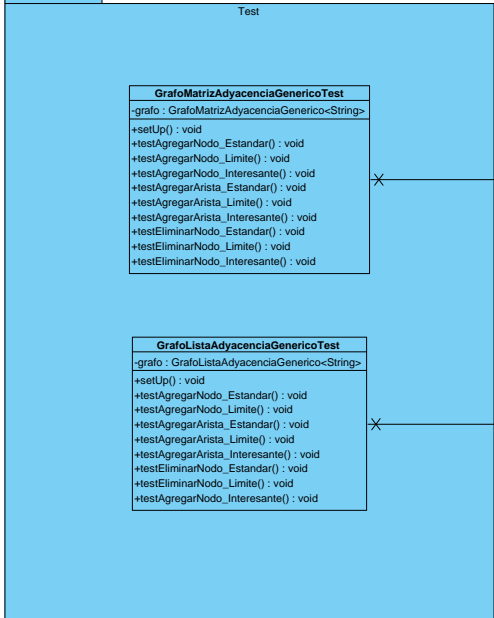 Test
GrafoMatrizAdyacenciaGenericoTest
-grafo : GrafoMatrizAdyacenciaGenerico<String>
+setUp() : void
+testAgregarNodo_Estandar() : void
+testAgregarNodo_Limite() : void
+testAgregarNodo_Interesante() : void
+testAgregarArista_Estandar() : void
+testAgregarArista_Limite() : void
+testAgregarArista_Interesante() : void
+testEliminarNodo_Estandar() : void
+testEliminarNodo_Limite() : void
+testEliminarNodo_Interesante() : void
GrafoListaAdyacenciaGenericoTest
-grafo : GrafoListaAdyacenciaGenerico<String>
+setUp() : void
+testAgregarNodo_Estandar() : void
+testAgregarNodo_Limite() : void
+testAgregarArista_Estandar() : void
+testAgregarArista_Limite() : void
+testAgregarArista_Interesante() : void
+testEliminarNodo_Estandar() : void
+testEliminarNodo_Limite() : void
+testAgregarNodo_Interesante() : void